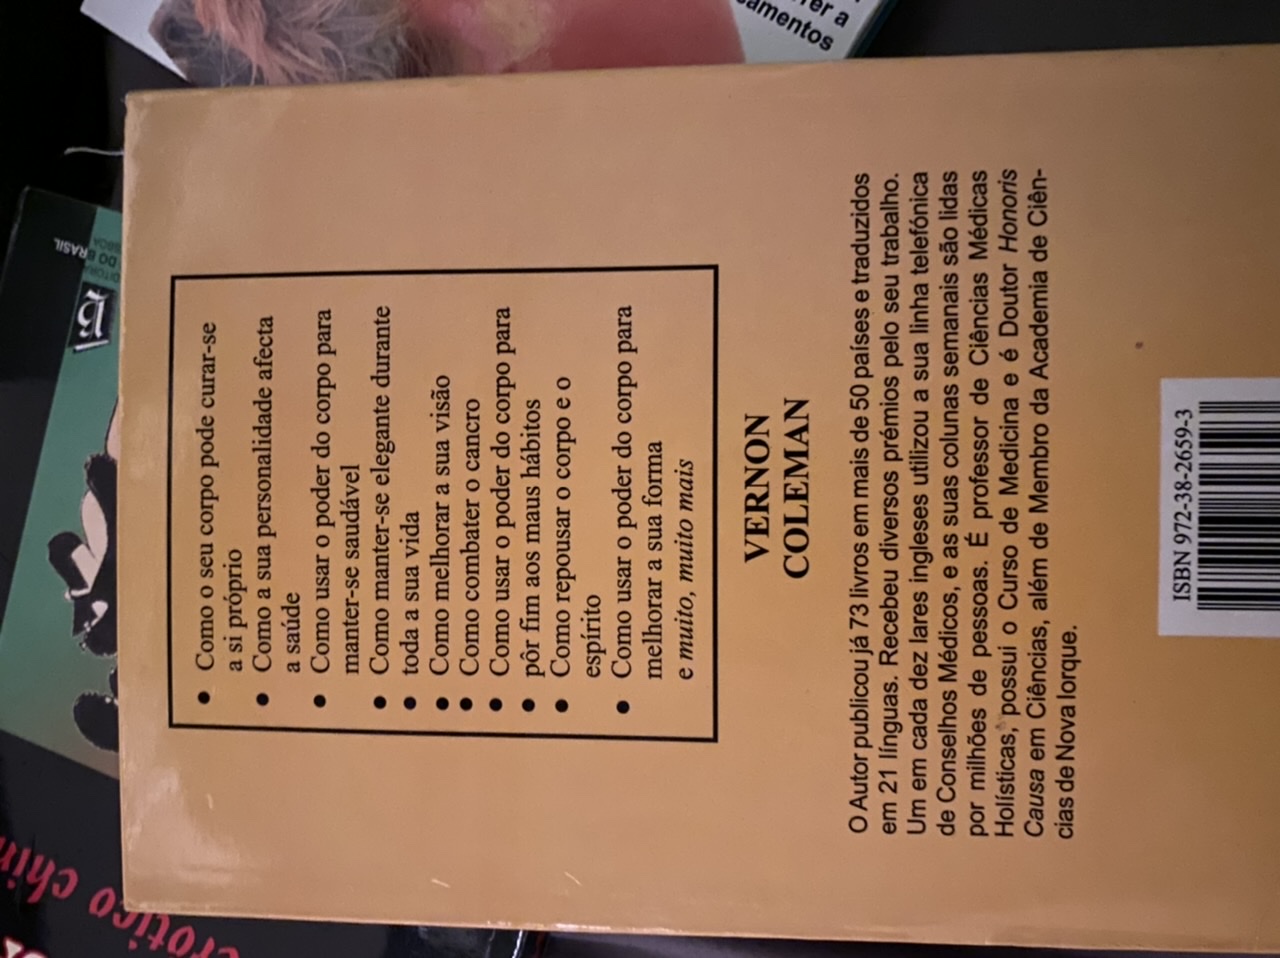 • Como o seu corpo pode curar-se
a si próprio
• Como a sua personalidade afecta
a saúde
• Como usar o poder do corpo para
manter-se saudável
• Como manter-se elegante durante
• toda a sua vida
• Como melhorar a sua visão
• Como combater o cancro
• Como usar o poder do corpo para
• pôr fim aos maus hábitos
• Como repousar o corpo e o
espírito
• Como usar o poder do corpo para
melhorar a sua forma
e muito, muito mais
VERNON
COLEMAN
O Autor publicou já 73 livros em mais de 50 países e traduzidos
em 21 línguas. Recebeu diversos prémios pelo seu trabalho.
Um em cada dez lares ingleses utilizou a sua linha telefónica
de Conselhos Médicos, e as suas colunas semanais são lidas
por milhões de pessoas. É professor de Ciências Médicas
Holísticas, possui o Curso de Medicina e é Doutor Honoris
Causa em Ciências, além de Membro da Academia de Ciên-
cias de Nova Iorque.
ISBN 972-38-2659-3
DO BRASIL
erotico